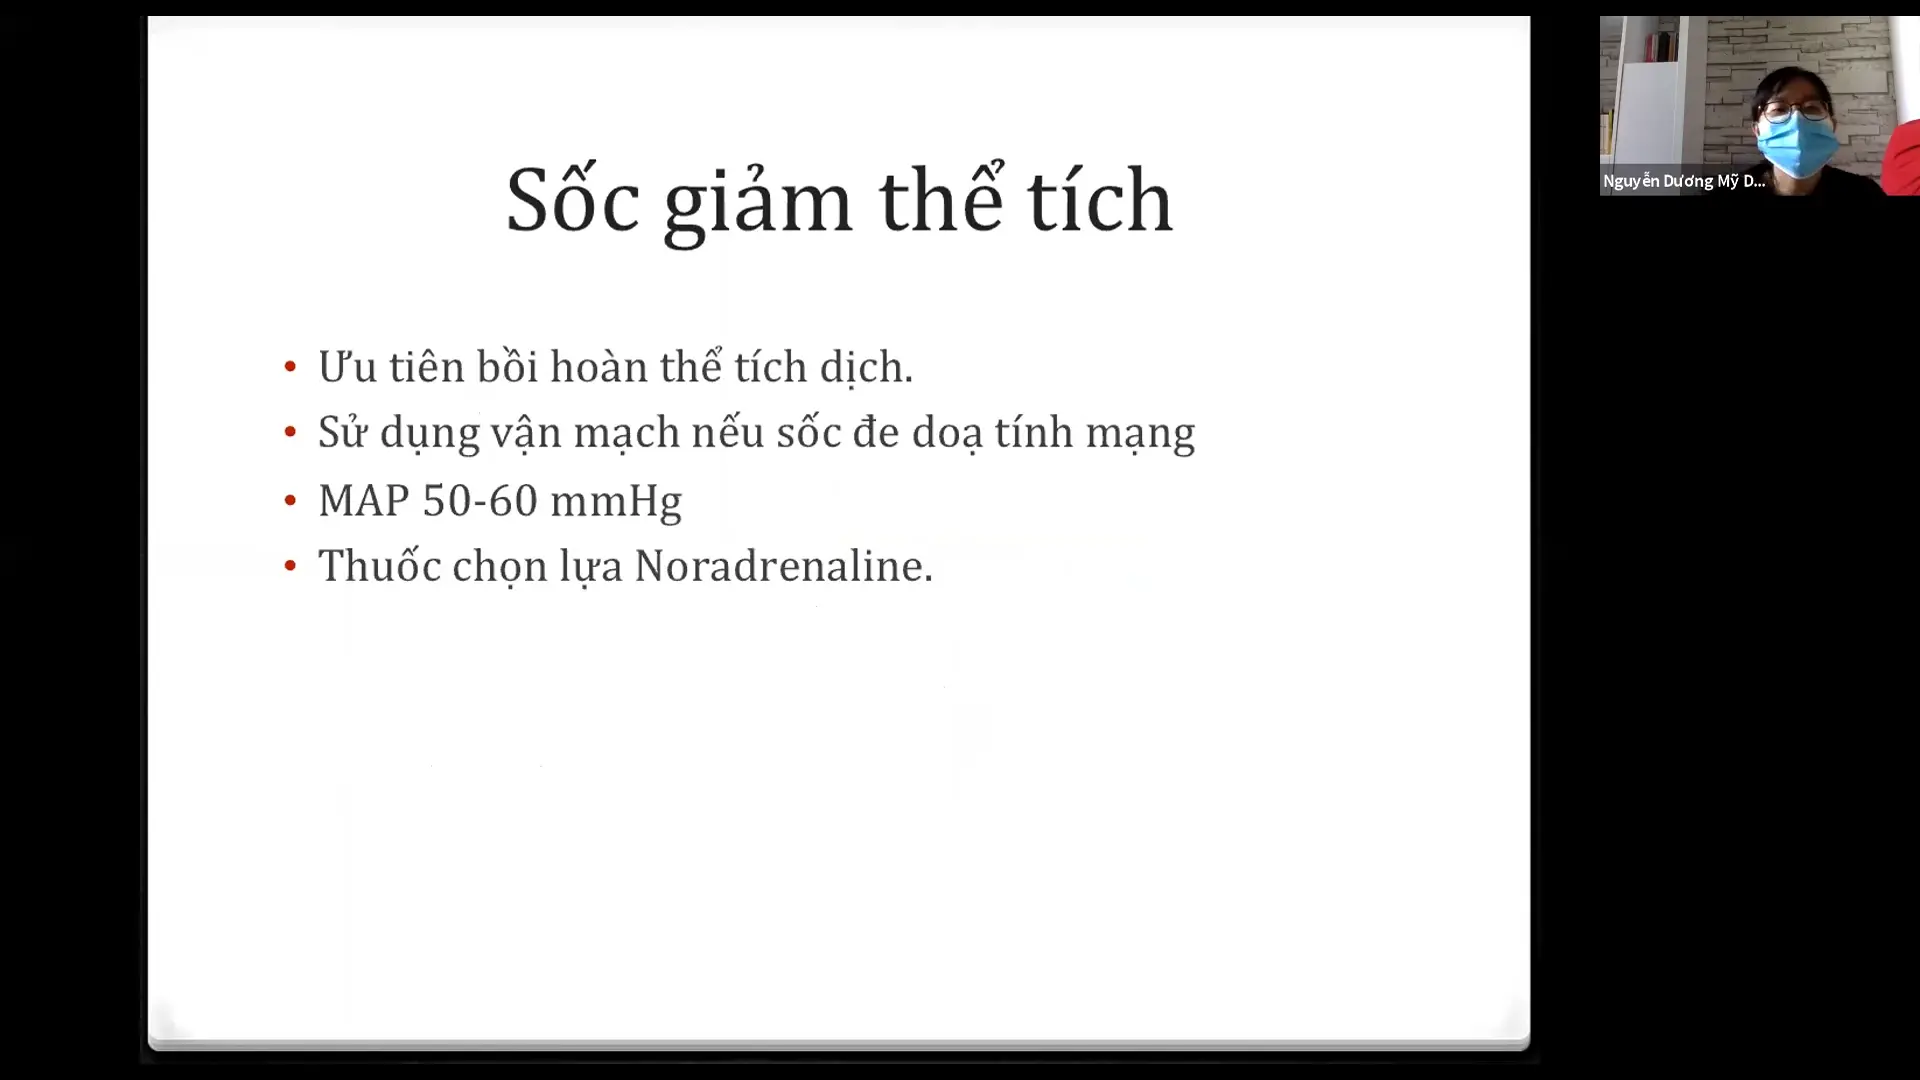 Sốc giảm thể tích
• Ưu tiên bồi hoàn thể tích dịch.
• Sử dụng vận mạch nếu sốc đe doạ tính mạng
• MAP 50-60 mmHg
• Thuốc chọn lựa Noradrenaline.
Nguyễn Dương Mỹ D...